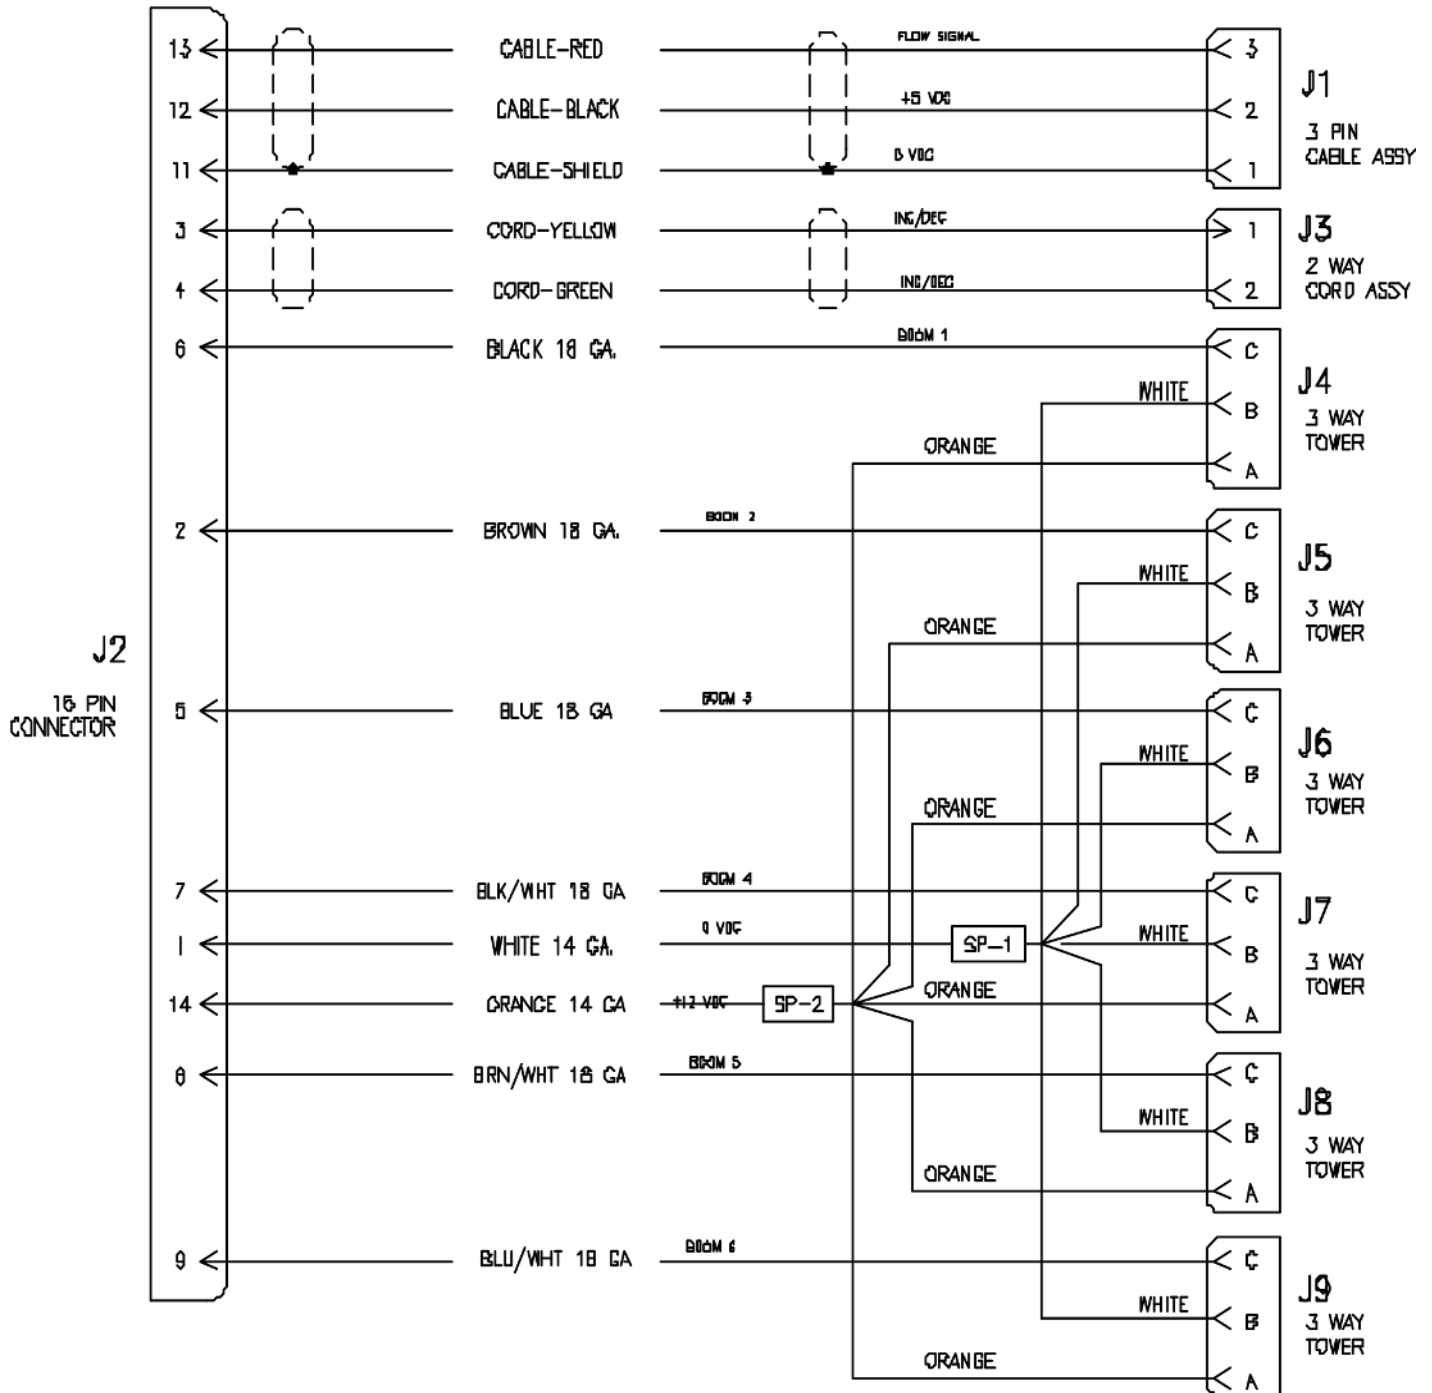 13 CABLE-RED FLOW SIGNAL 3
J1
12 CABLE-BLACK +5 VDC 2
3 PIN
CABLE ASSY
11 CABLE-SHIELD 0 VDC 1
3 CORD-YELLOW INC/DEC 1
J3
2 WAY
CORD ASSY
4 CORD-GREEN INC/DEC 2
6 BLACK 18 GA. BOOM 1 C
J4
WHITE B
3 WAY
TOWER
ORANGE A
2 BROWN 18 GA. BOOM 2 C
J5
WHITE B
3 WAY
TOWER
ORANGE A
J2
16 PIN
CONNECTOR
5 BLUE 18 GA BOOM 3 C
J6
WHITE B
3 WAY
TOWER
ORANGE A
7 BLK/WHT 18 GA BOOM 4 C
J7
1 WHITE 14 GA. 0 VDC SP-1 WHITE B
3 WAY
TOWER
14 ORANGE 14 GA +12 VDC SP-2 ORANGE A
8 BRN/WHT 18 GA BOOM 5 C
J8
WHITE B
3 WAY
TOWER
ORANGE A
9 BLU/WHT 18 GA BOOM 6 C
J9
WHITE B
3 WAY
TOWER
ORANGE A